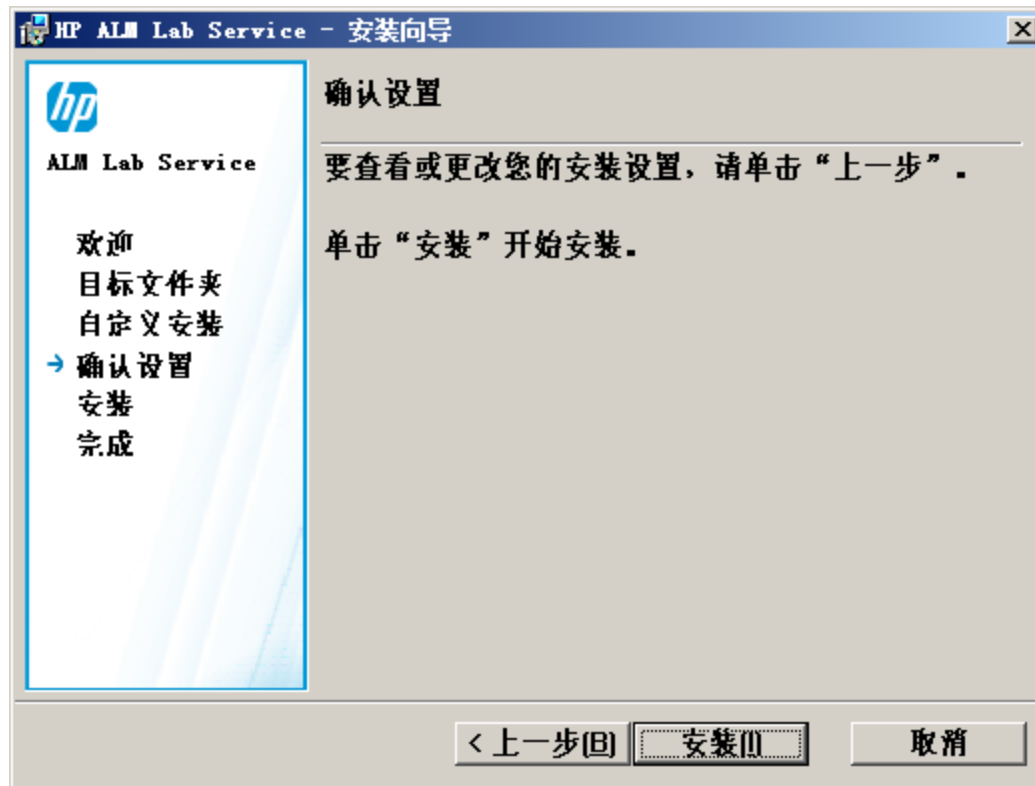 HP ALM Lab Service - 安装向导
hp
确认设置
ALM Lab Service
要查看或更改您的安装设置，请单击“上一步”。
欢迎
单击“安装”开始安装。
目标文件夹
自定义安装
→ 确认设置
安装
完成
< 上一步(B)
安装(I)
取消